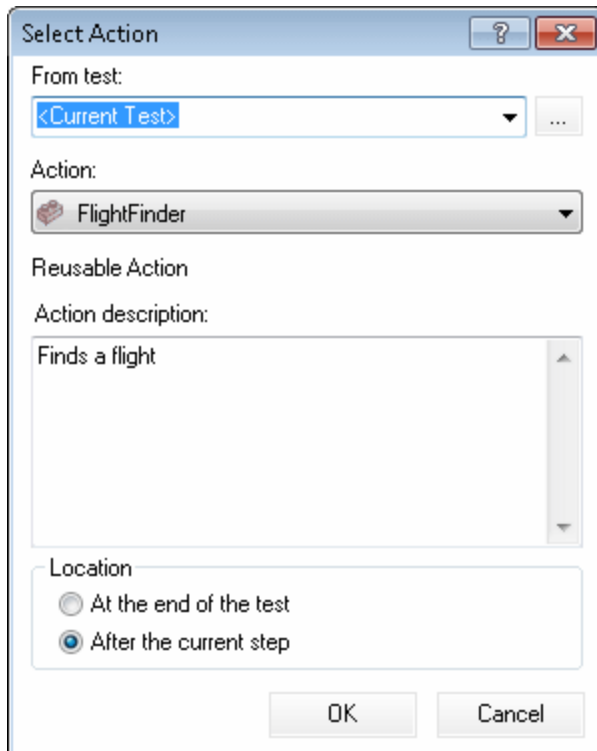 Select Action
From test:
<Current Test>
...
Action:
FlightFinder
Reusable Action
Action description:
Finds a flight
Location
At the end of the test
After the current step
OK Cancel